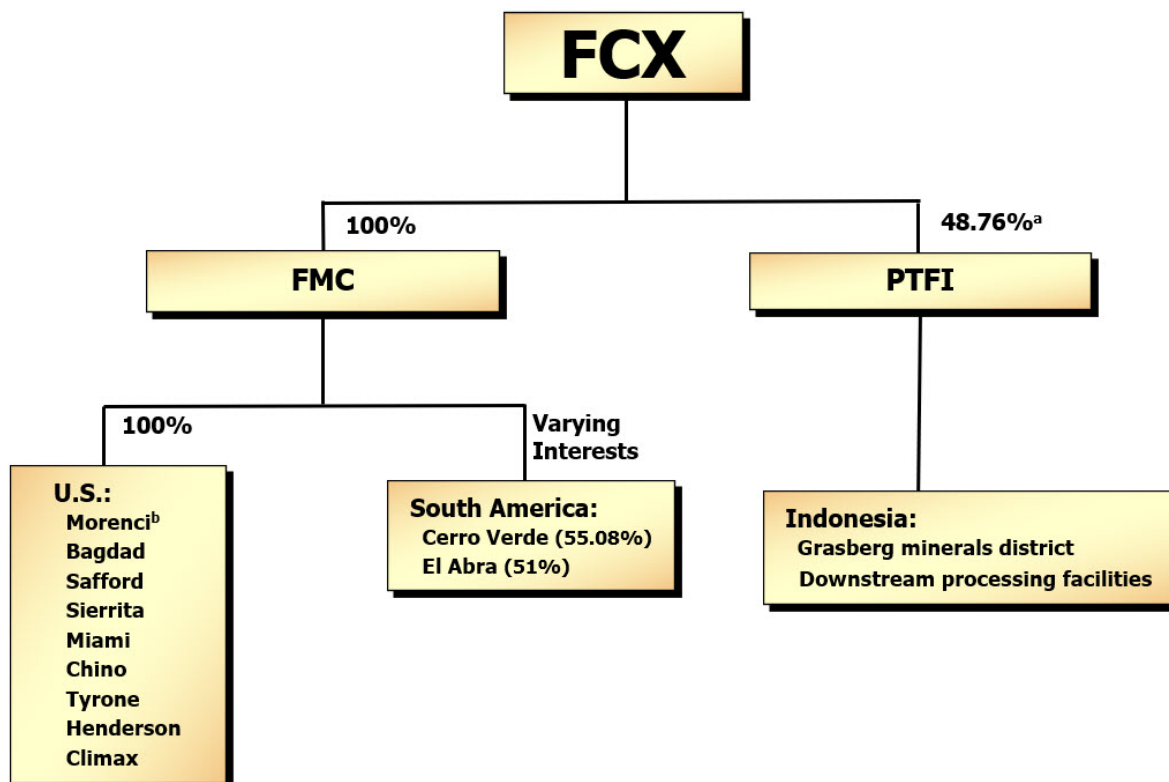 FCX
100%
48.76%ᵃ
FMC
PTFI
100%
Varying
Interests
U.S.:
Morenciᵇ
Bagdad
Safford
Sierrita
Miami
Chino
Tyrone
Henderson
Climax
South America:
Cerro Verde (55.08%)
El Abra (51%)
Indonesia:
Grasberg minerals district
Downstream processing facilities